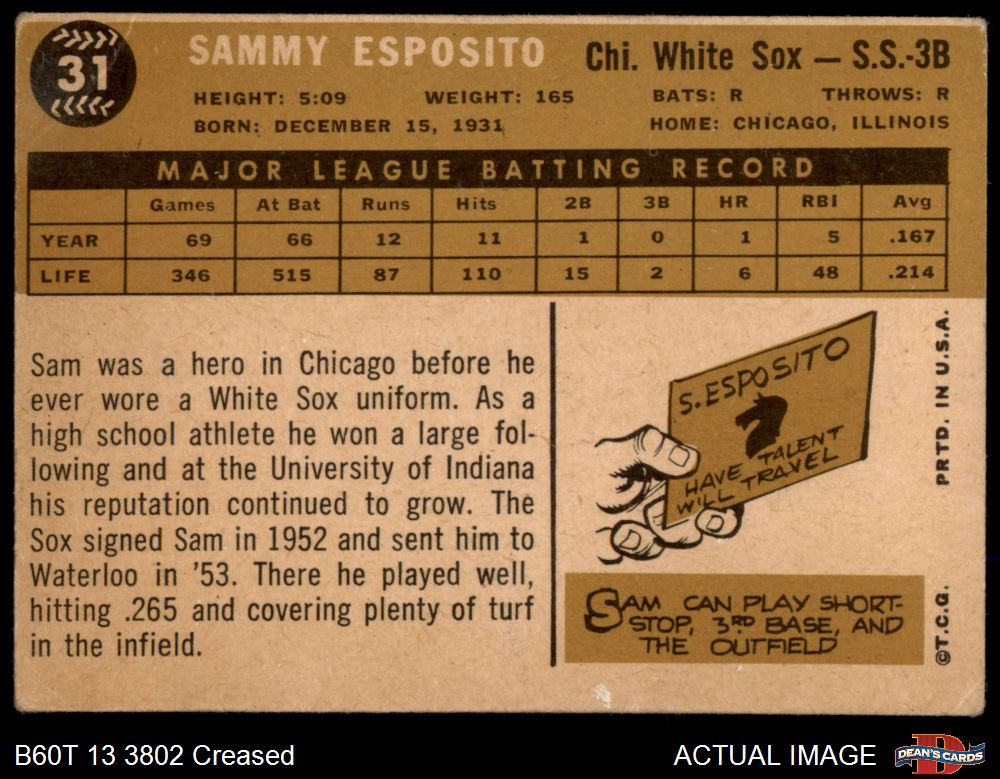 31
SAMMY ESPOSITO
Chi. White Sox — S.S.-3B
HEIGHT: 5:09 WEIGHT: 165 BATS: R THROWS: R
BORN: DECEMBER 15, 1931 HOME: CHICAGO, ILLINOIS
MAJOR LEAGUE BATTING RECORD
Games At Bat Runs Hits 2B 3B HR RBI Avg
YEAR 69 66 12 11 1 0 1 5 .167
LIFE 346 515 87 110 15 2 6 48 .214
Sam was a hero in Chicago before he
ever wore a White Sox uniform. As a
high school athlete he won a large fol-
lowing and at the University of Indiana
his reputation continued to grow. The
Sox signed Sam in 1952 and sent him to
Waterloo in '53. There he played well,
hitting .265 and covering plenty of turf
in the infield.
S. ESPOSITO
HAVE TALENT
WILL TRAVEL
SAM CAN PLAY SHORT-
STOP, 3RD BASE, AND
THE OUTFIELD
©T.C.G. PRTD. IN U.S.A.
B60T 13 3802 Creased
ACTUAL IMAGE
DEAN'S CARDS